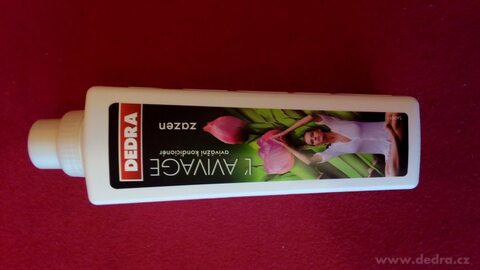 DEDRA
L'AVIVAGE
avivážní kondicionér
zazen
www.dedra.cz